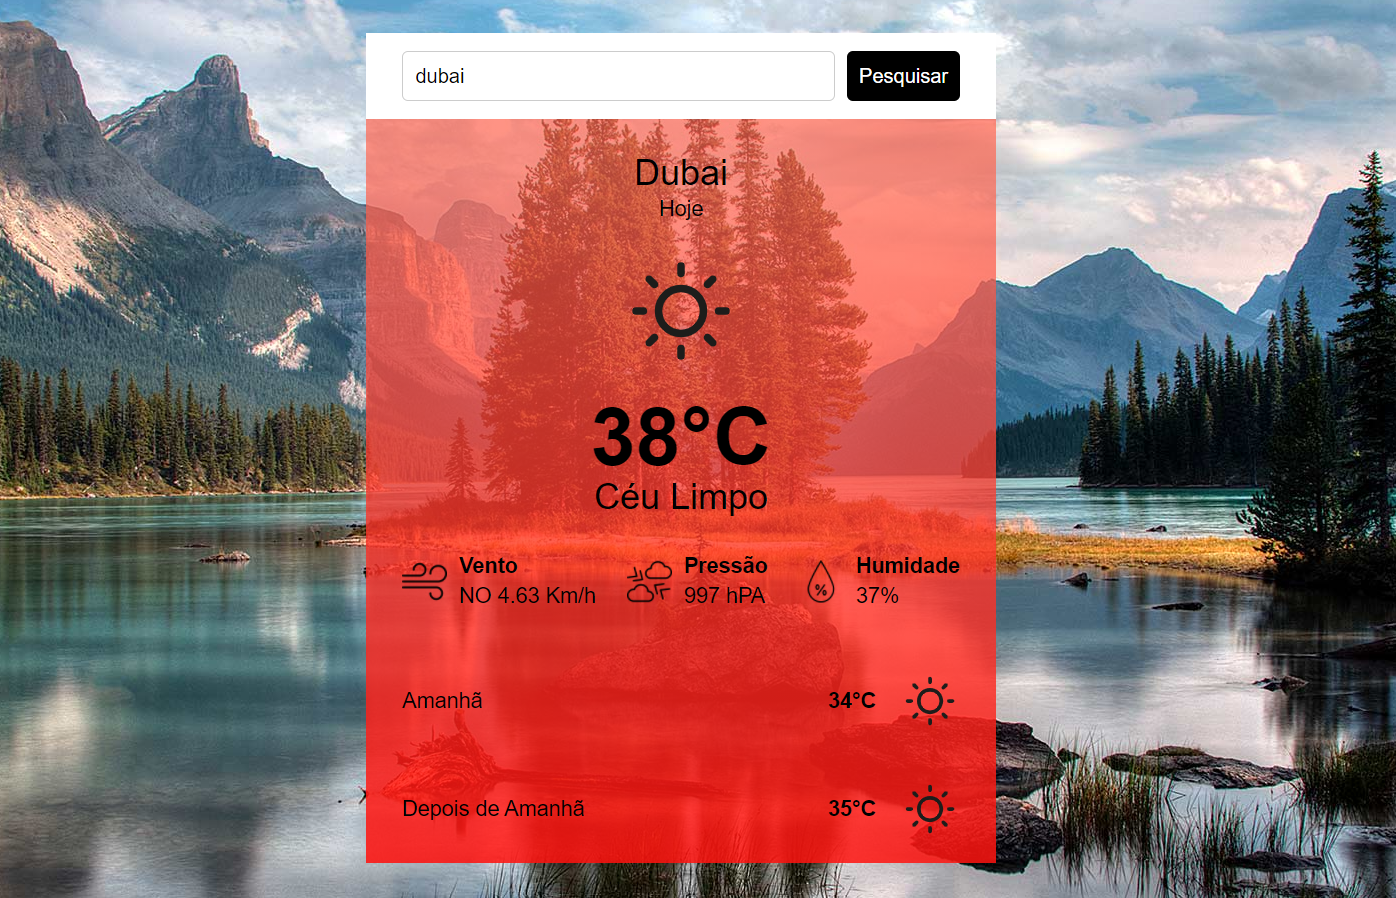 dubai
Pesquisar
Dubai
Hoje
38°C
Céu Limpo
Vento
NO 4.63 Km/h
Pressão
997 hPA
%
Humidade
37%
Amanhã 34°C
Depois de Amanhã 35°C